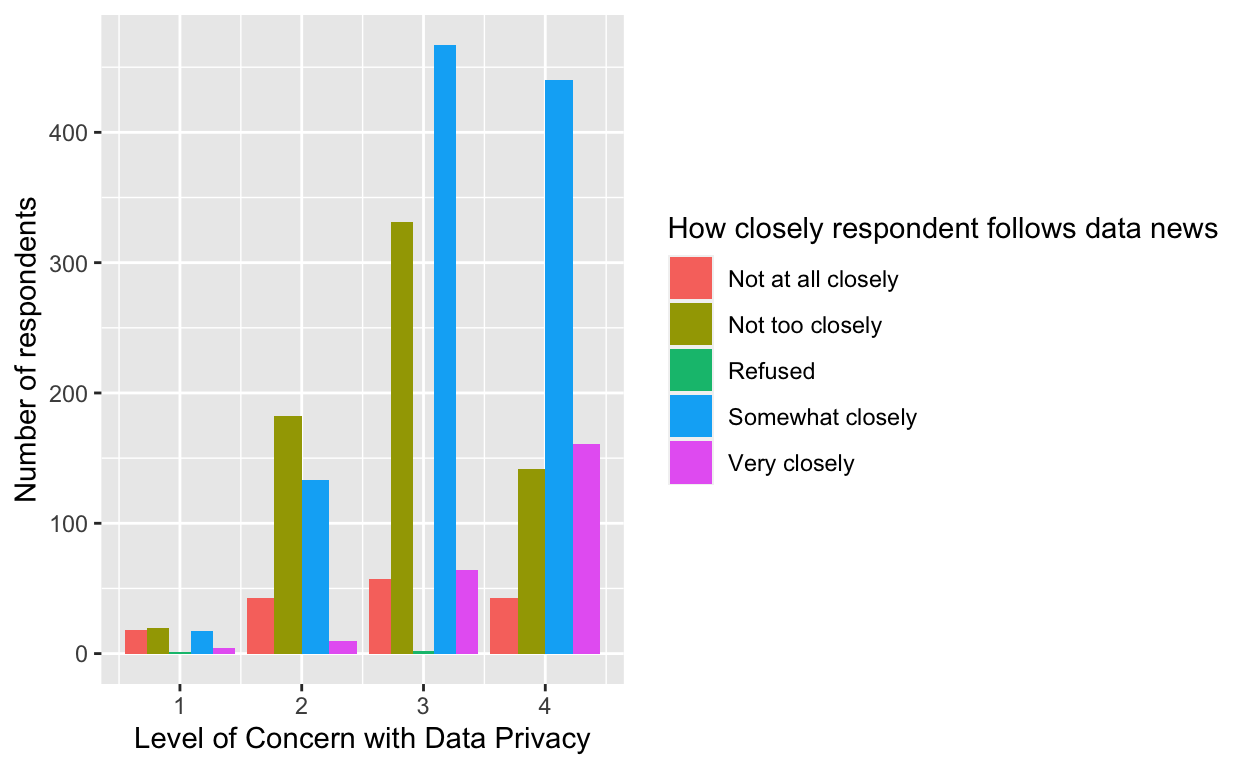 Number of respondents
400
300
200
100
0
1 2 3 4
Level of Concern with Data Privacy
How closely respondent follows data news
Not at all closely
Not too closely
Refused
Somewhat closely
Very closely